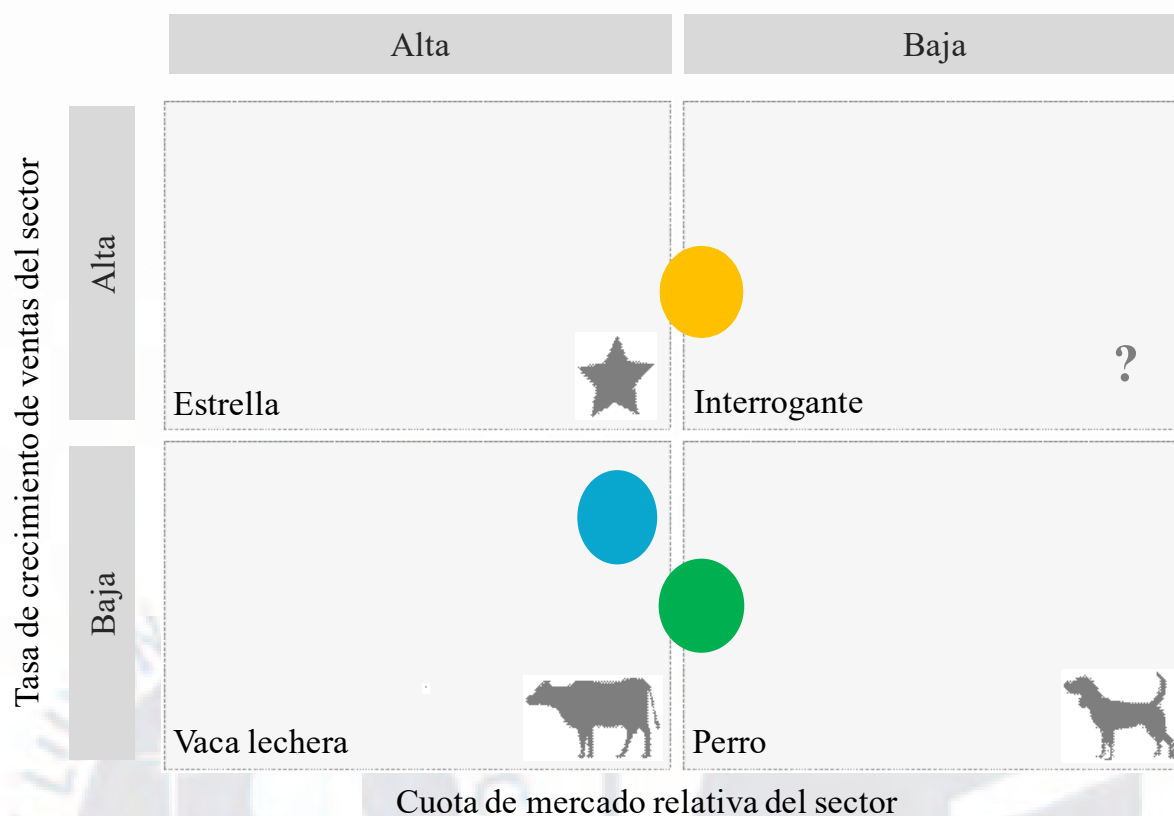 Alta
Baja
Tasa de crecimiento de ventas del sector
Alta
Estrella
?
Interrogante
Baja
Vaca lechera
Perro
Cuota de mercado relativa del sector